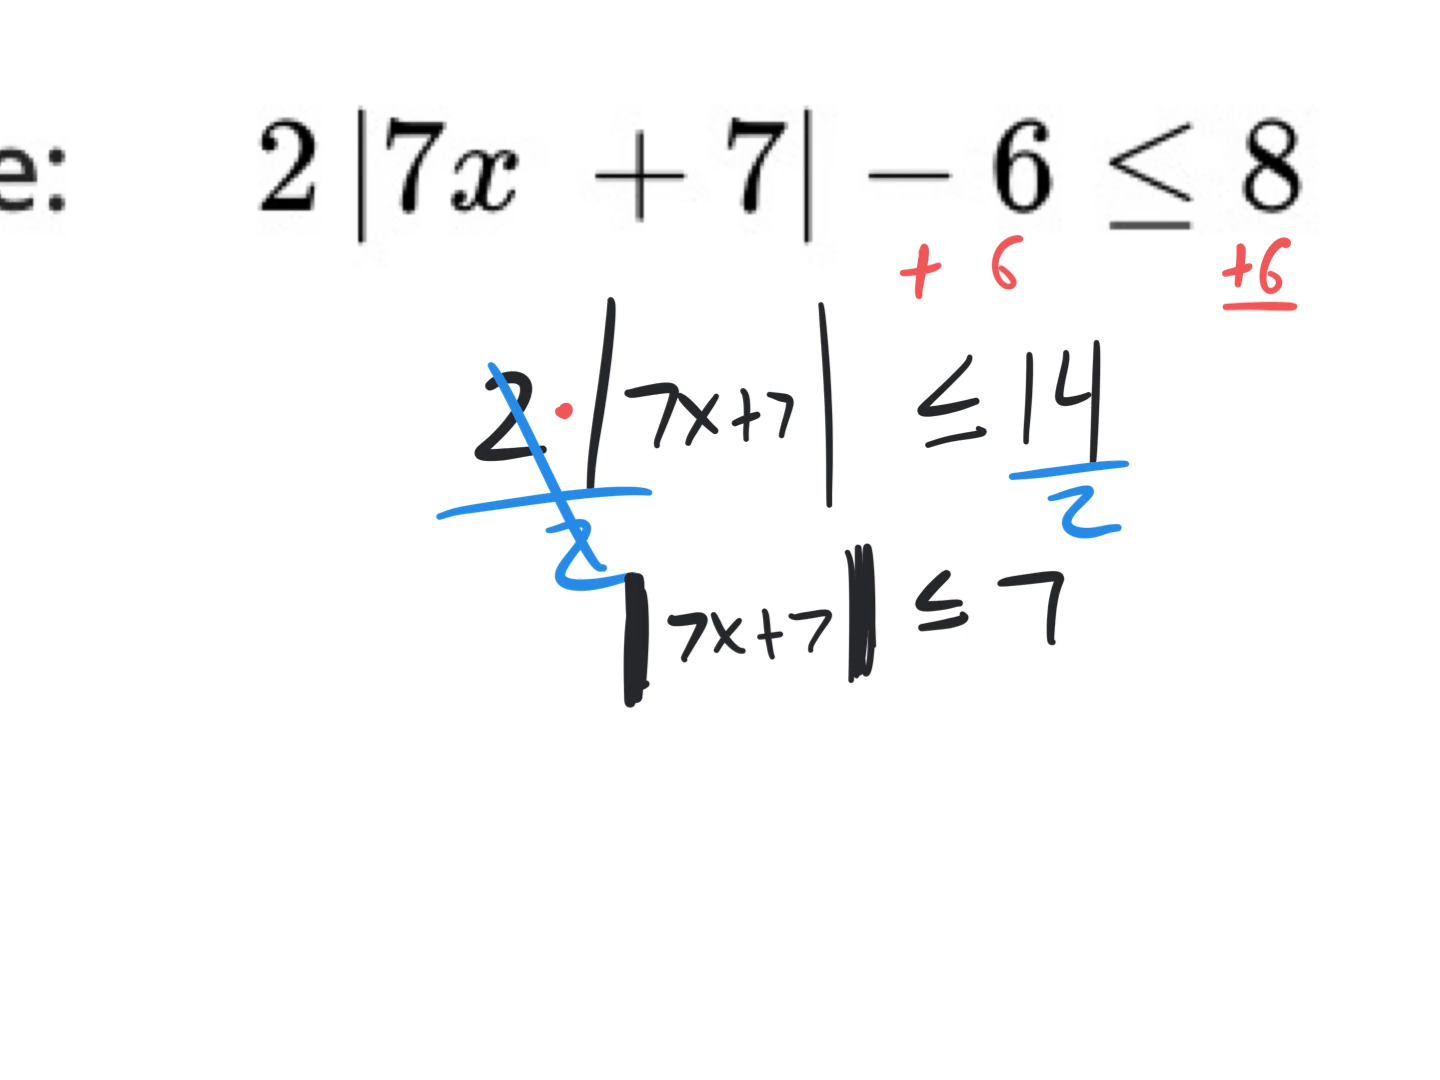 e: 2 |7x + 7| − 6 ≤ 8
+ 6 +6
2 · |7x+7| ≤ 14
2 2
|7x+7| ≤ 7